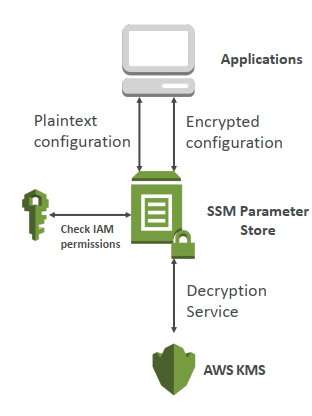 Applications
Plaintext
configuration
Encrypted
configuration
SSM Parameter
Store
Check IAM
permissions
Decryption
Service
AWS KMS